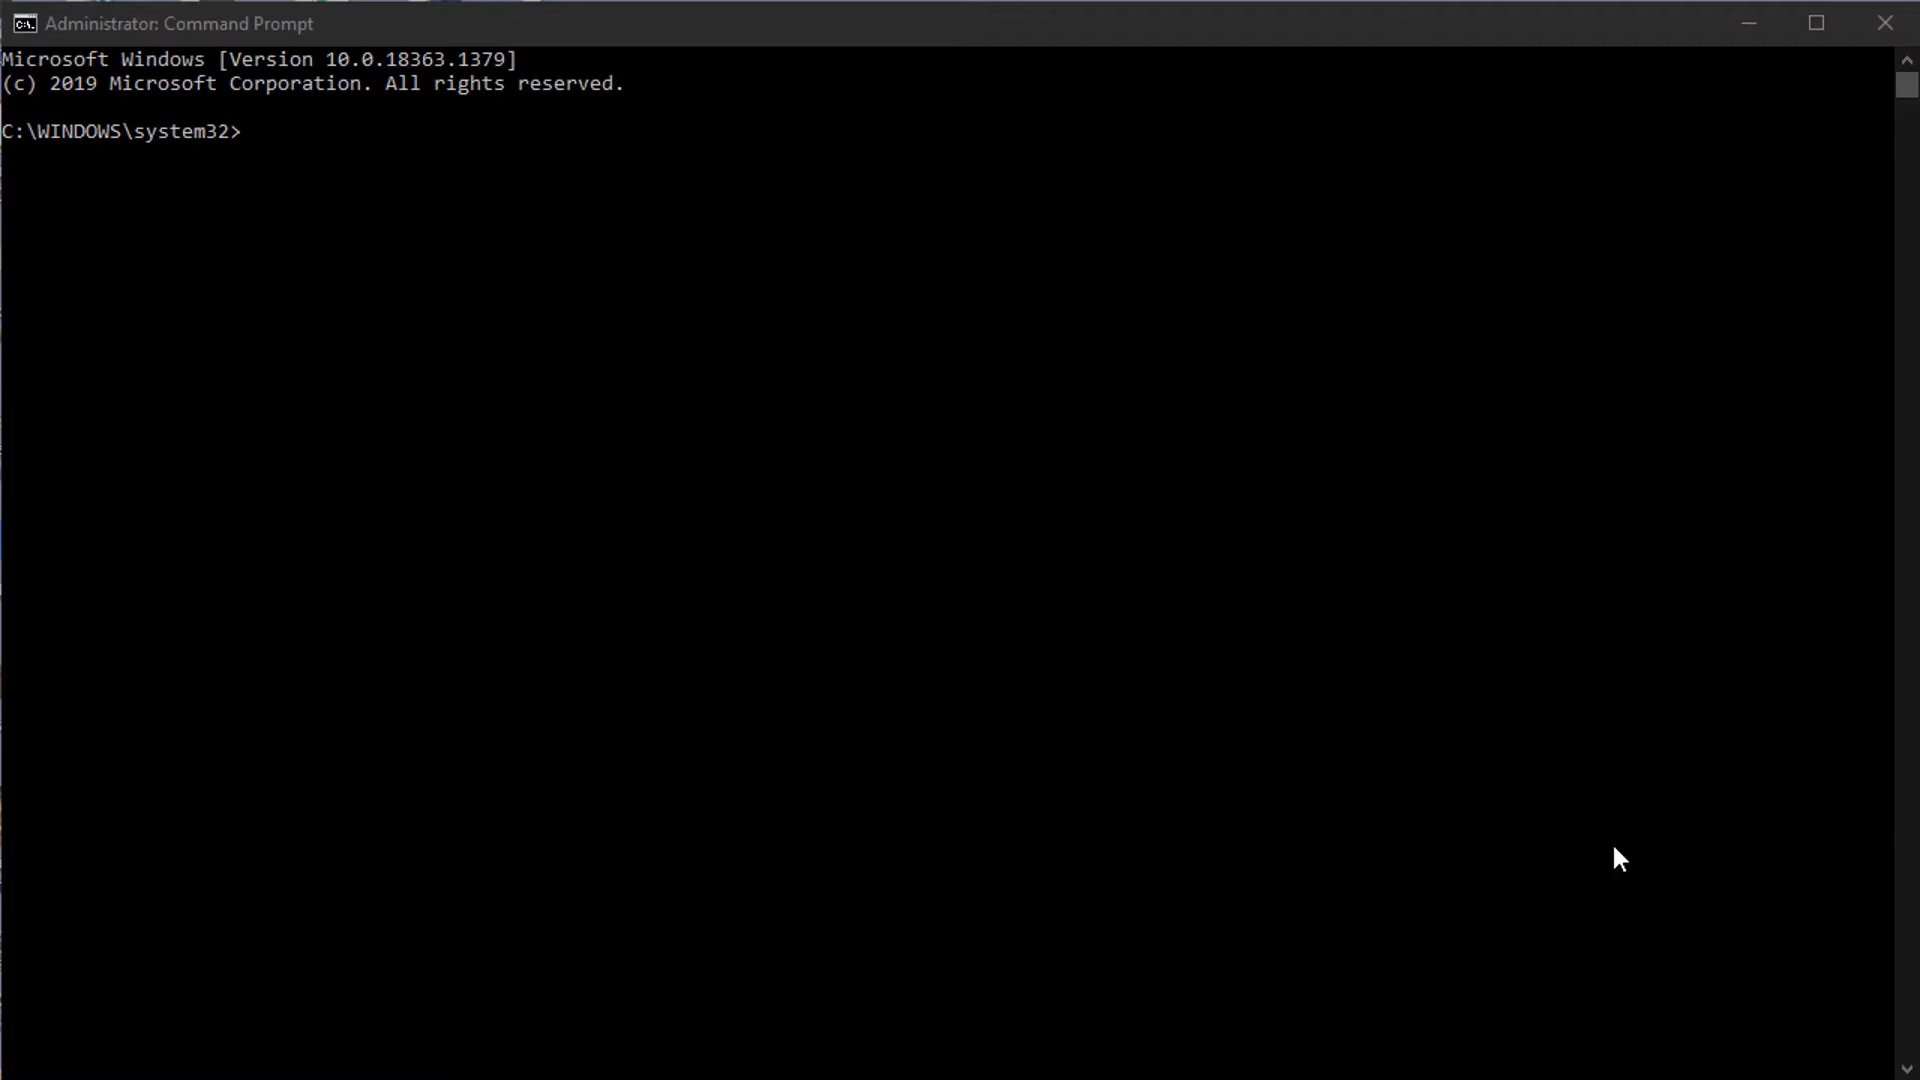 Administrator: Command Prompt
Microsoft Windows [Version 10.0.18363.1379]
(c) 2019 Microsoft Corporation. All rights reserved.
C:\WINDOWS\system32>